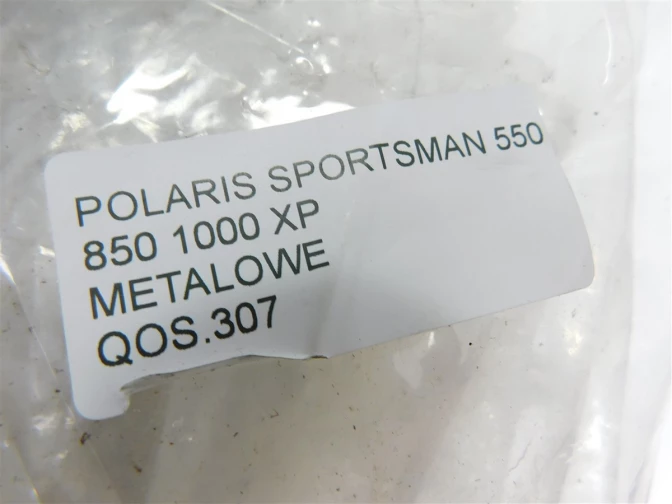 POLARIS SPORTSMAN 550
850 1000 XP
METALOWE
QOS.307